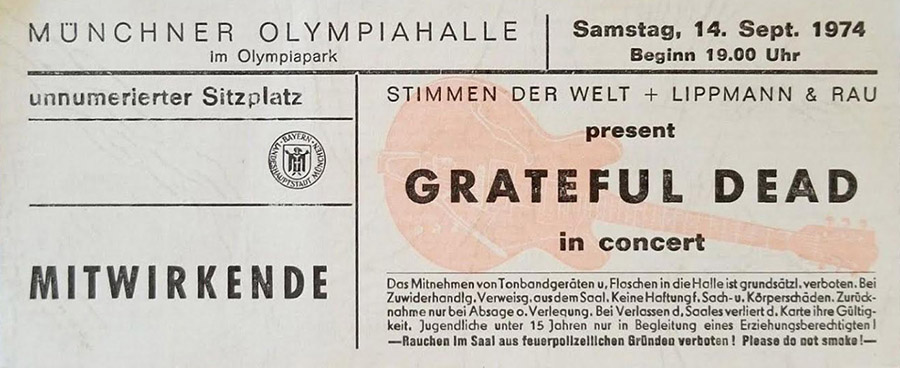 MÜNCHNER OLYMPIAHALLE
im Olympiapark
Samstag, 14. Sept. 1974
Beginn 19.00 Uhr
unnumerierter Sitzplatz
BAYERN
LANDESHAUPTSTADT MÜNCHEN
MITWIRKENDE
STIMMEN DER WELT + LIPPMANN & RAU
present
GRATEFUL DEAD
in concert
Das Mitnehmen von Tonbandgeräten u, Flaschen in die Halle ist grundsätzl. verboten. Bei
Zuwiderhandlg. Verweisg. aus dem Saal. Keine Haftung f. Sach- u. Körperschäden. Zurück-
nahme nur bei Absage o. Verlegung. Bei Verlassen d, Saales verliert d. Karte ihre Gültig-
keit. Jugendliche unter 15 Jahren nur in Begleitung eines Erziehungsberechtigten!
—Rauchen im Saal aus feuerpolizeilichen Gründen verboten! Please do not smoke!—